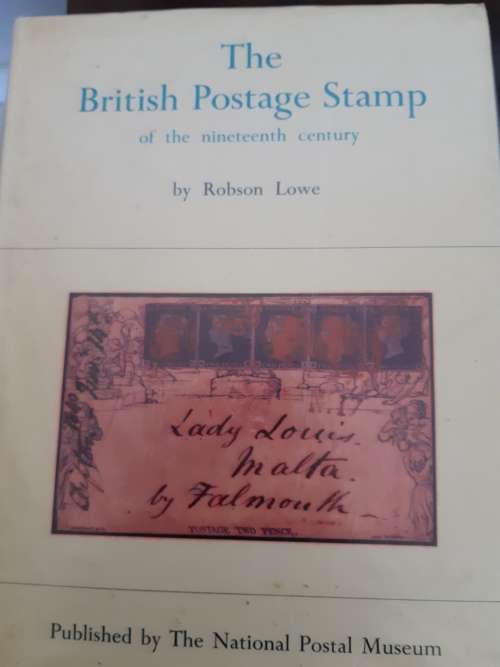 The
British Postage Stamp
of the nineteenth century
by Robson Lowe
Lady Louis.
Malta.
by Falmouth
POSTAGE TWO PENCE.
Published by The National Postal Museum